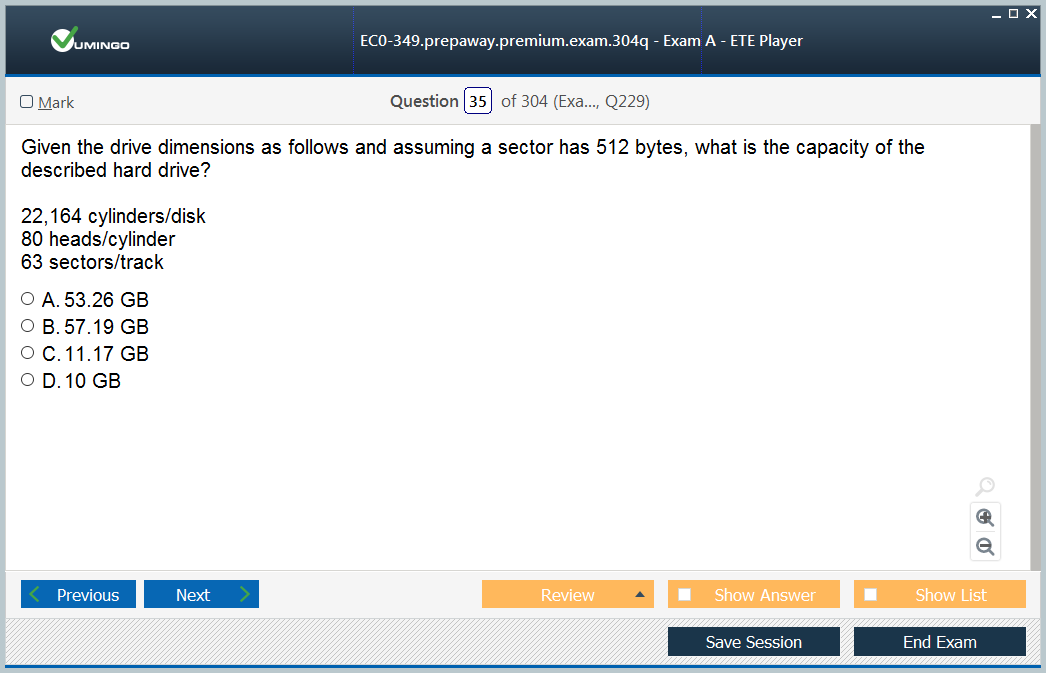 VUMINGO
EC0-349.prepaway.premium.exam.304q - Exam A - ETE Player
Mark
Question 35 of 304 (Exa..., Q229)
Given the drive dimensions as follows and assuming a sector has 512 bytes, what is the capacity of the
described hard drive?
22,164 cylinders/disk
80 heads/cylinder
63 sectors/track
A. 53.26 GB
B. 57.19 GB
C. 11.17 GB
D. 10 GB
Previous
Next
Review
Show Answer
Show List
Save Session
End Exam